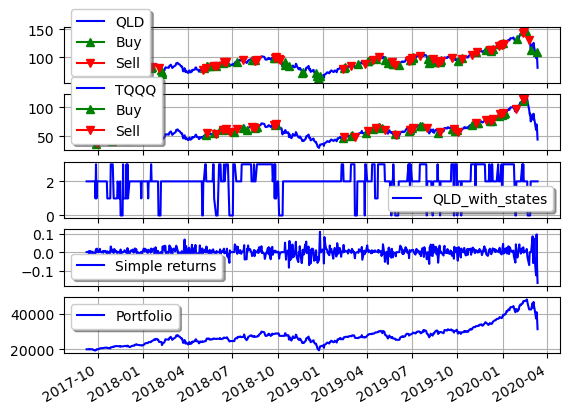 150
100
QLD
Buy
Sell
100
50
TQQQ
Buy
Sell
2
0
QLD_with_states
0.1
0.0
−0.1
Simple returns
40000
20000
Portfolio
2017-10
2018-01
2018-04
2018-07
2018-10
2019-01
2019-04
2019-07
2019-10
2020-01
2020-04